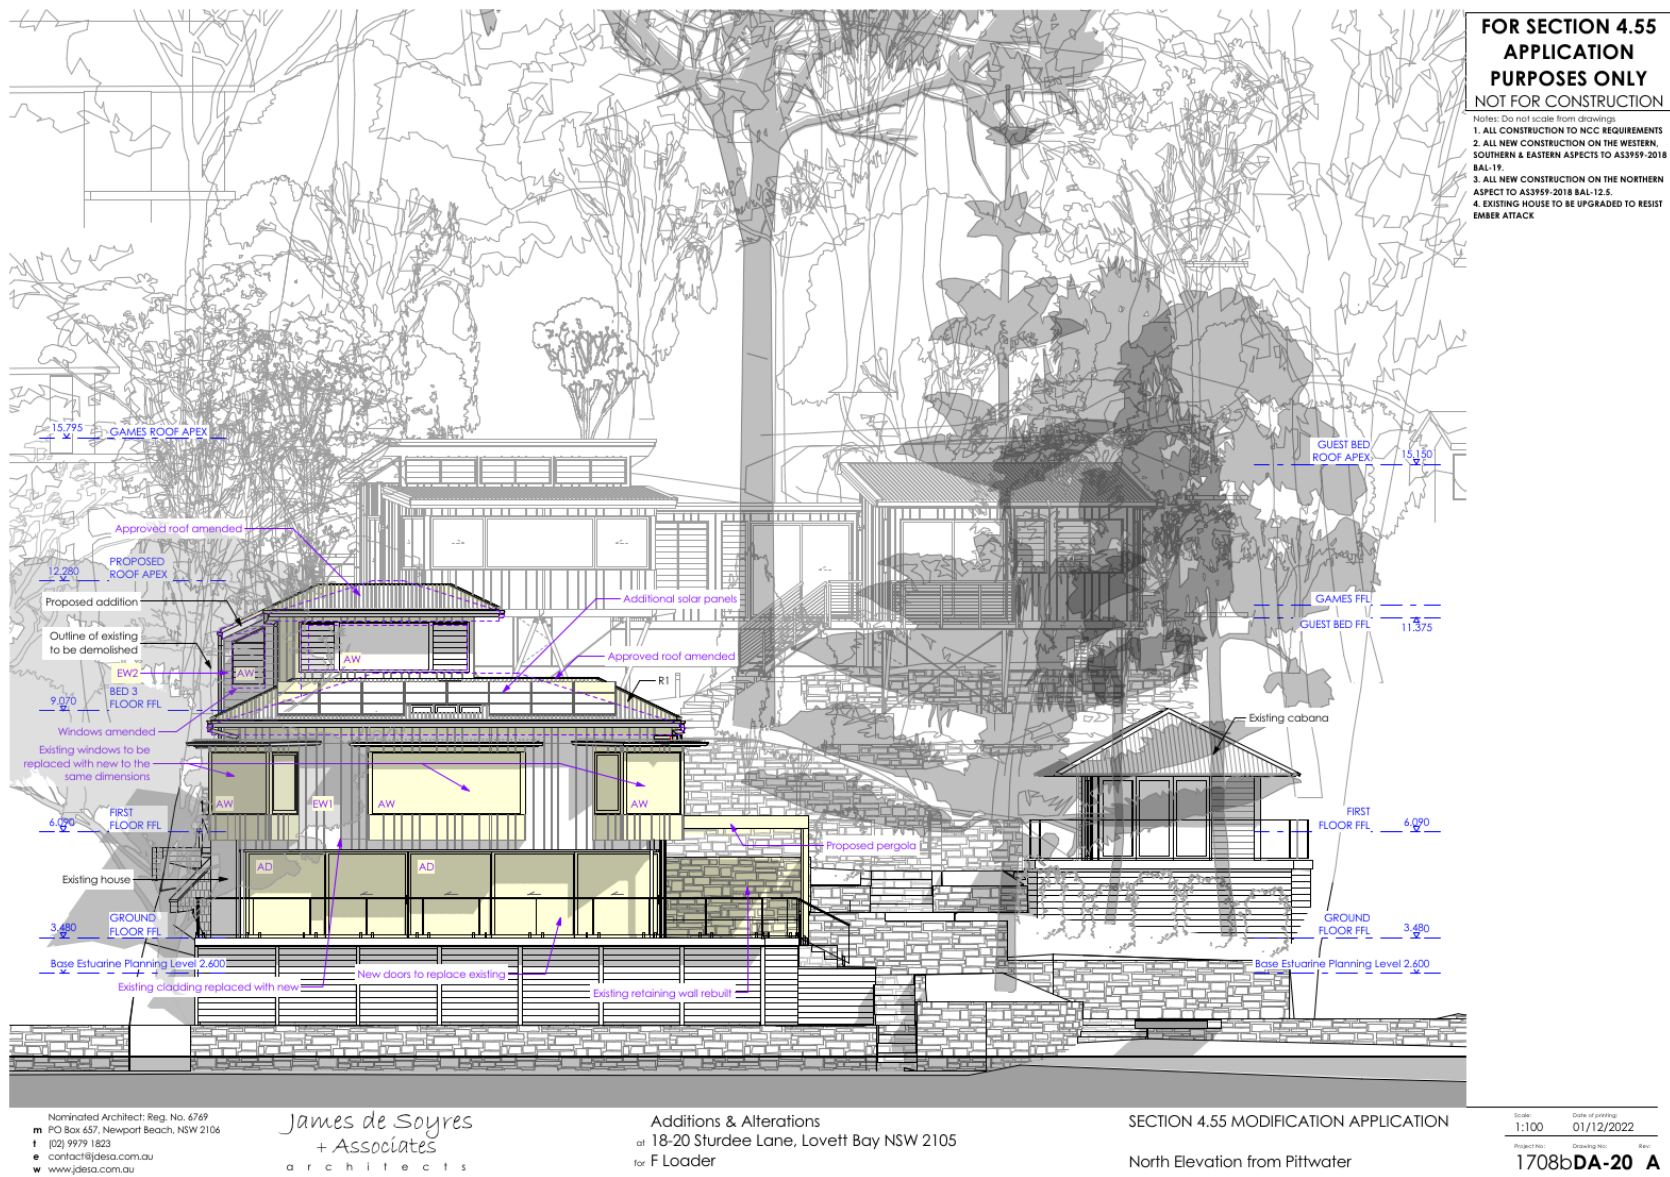 FOR SECTION 4.55
APPLICATION
PURPOSES ONLY
NOT FOR CONSTRUCTION
Notes: Do not scale from drawings
1. ALL CONSTRUCTION TO NCC REQUIREMENTS
2. ALL NEW CONSTRUCTION ON THE WESTERN,
SOUTHERN & EASTERN ASPECTS TO AS3959-2018
BAL-19.
3. ALL NEW CONSTRUCTION ON THE NORTHERN
ASPECT TO AS3959-2018 BAL-12.5.
4. EXISTING HOUSE TO BE UPGRADED TO RESIST
EMBER ATTACK
15.795
GAMES ROOF APEX
GUEST BED
ROOF APEX
15.150
Approved roof amended
12.280
PROPOSED
ROOF APEX
Proposed addition
Additional solar panels
GAMES FFL
GUEST BED FFL
11.375
Outline of existing
to be demolished
AW
Approved roof amended
EW2
AW
R1
9.070
BED 3
FLOOR FFL
Existing cabana
Windows amended
Existing windows to be
replaced with new to the
same dimensions
AW
EW1
AW
AW
6.090
FIRST
FLOOR FFL
FIRST
FLOOR FFL
6.090
Proposed pergola
AD
AD
Existing house
3.480
GROUND
FLOOR FFL
GROUND
FLOOR FFL
3.480
Base Estuarine Planning Level 2.600
Base Estuarine Planning Level 2.600
New doors to replace existing
Existing cladding replaced with new
Existing retaining wall rebuilt
Nominated Architect: Reg. No. 6769
m PO Box 657, Newport Beach, NSW 2106
t (02) 9979 1823
e contact@jdesa.com.au
w www.jdesa.com.au
James de Soyres
+ Associates
architects
Additions & Alterations
at 18-20 Sturdee Lane, Lovett Bay NSW 2105
for F Loader
SECTION 4.55 MODIFICATION APPLICATION
North Elevation from Pittwater
Scale:
Date of printing:
1:100
01/12/2022
Project No:
Drawing No:
Rev:
1708b DA-20 A